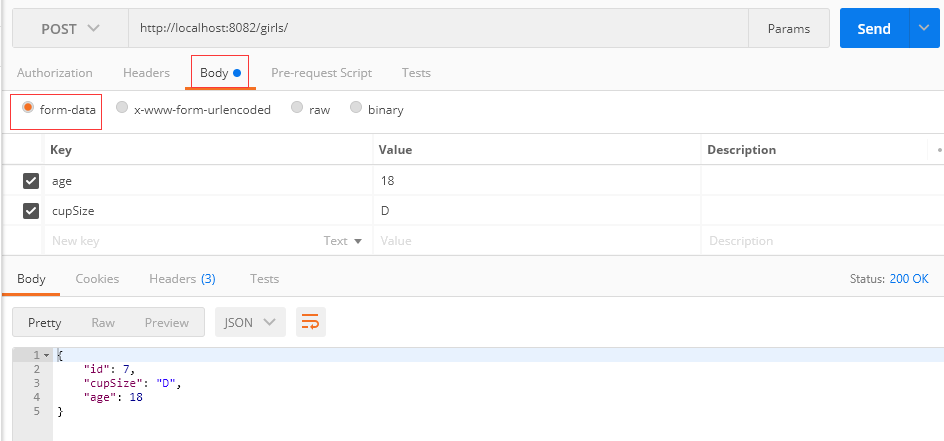 POST http://localhost:8082/girls/ Params Send
Authorization Headers Body Pre-request Script Tests
form-data x-www-form-urlencoded raw binary
Key Value Description
age 18
cupSize D
New key Text Value Description
Body Cookies Headers (3) Tests Status: 200 OK
Pretty Raw Preview JSON
1 {
2 "id": 7,
3 "cupSize": "D",
4 "age": 18
5 }